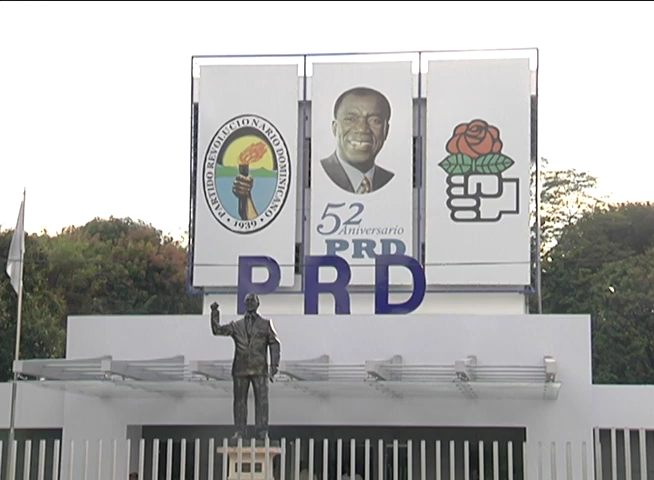 PARTIDO REVOLUCIONARIO DOMINICANO
• 1939 •
52
Aniversario
PRD
PRD